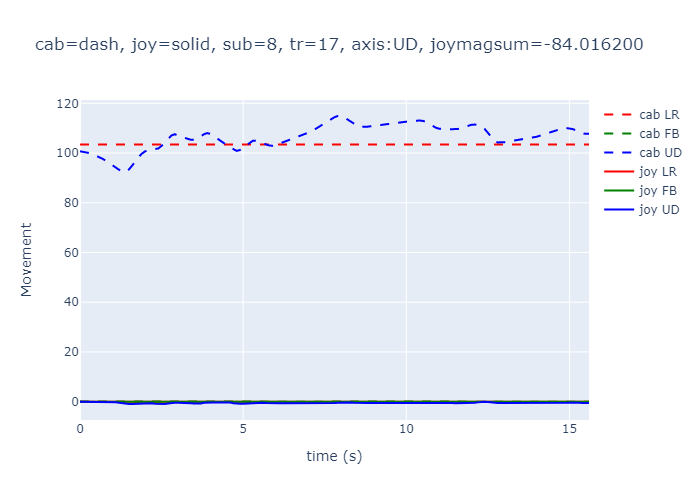 cab=dash, joy=solid, sub=8, tr=17, axis:UD, joymagsum=-84.016200
120
100
80
60
40
20
0
Movement
0 5 10 15
time (s)
cab LR
cab FB
cab UD
joy LR
joy FB
joy UD